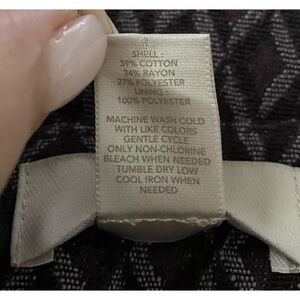 SHELL :
39% COTTON
34% RAYON
27% POLYESTER
LINING :
100% POLYESTER
MACHINE WASH COLD
WITH LIKE COLORS
GENTLE CYCLE
ONLY NON-CHLORINE
BLEACH WHEN NEEDED
TUMBLE DRY LOW
COOL IRON WHEN
NEEDED